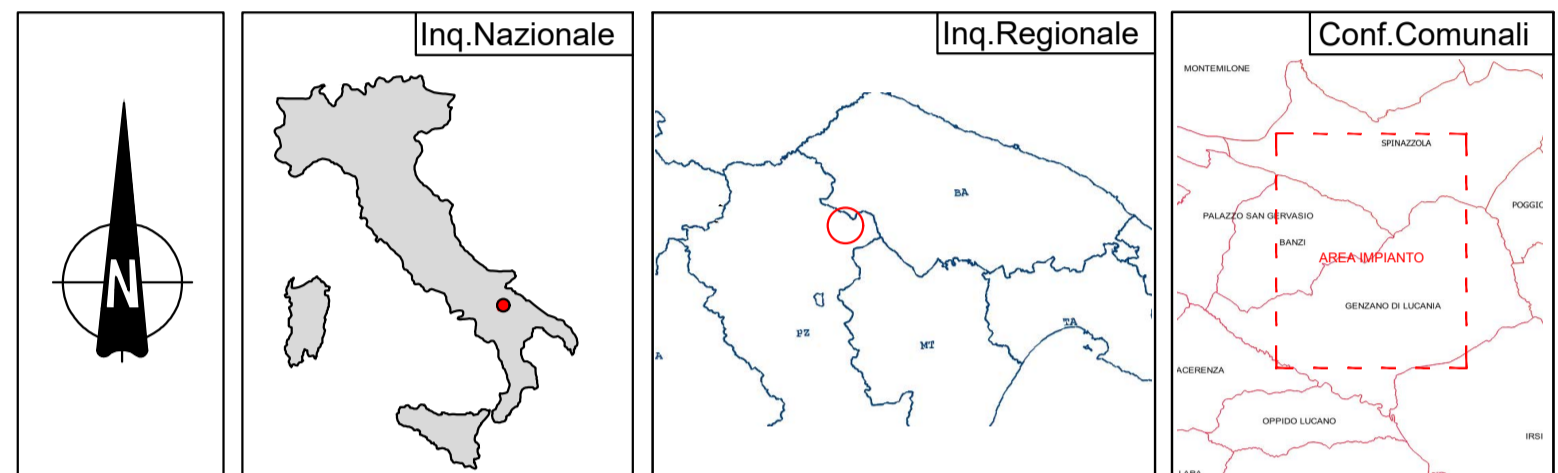 N
Inq.Nazionale
Inq.Regionale
BA
PZ
MT
TA
A
Conf.Comunali
MONTEMILONE
SPINAZZOLA
POGGIO
PALAZZO SAN GERVASIO
BANZI
AREA IMPIANTO
GENZANO DI LUCANIA
ACERENZA
OPPIDO LUCANO
IRSI